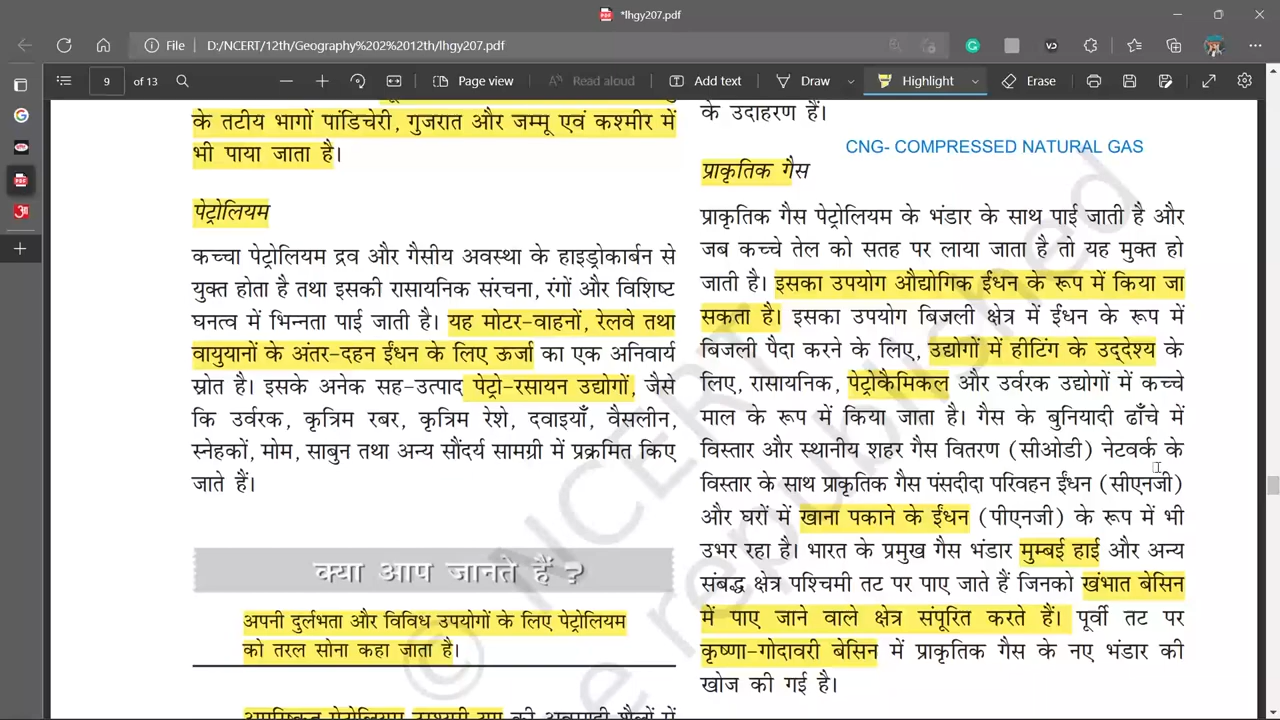 *lhgy207.pdf
File
D:/NCERT/12th/Geography%202%2012th/lhgy207.pdf
9 of 13
Page view
Read aloud
Add text
Draw
Highlight
Erase
के तटीय भागों पांडिचेरी, गुजरात और जम्मू एवं कश्मीर में
भी पाया जाता है।
पेट्रोलियम
कच्चा पेट्रोलियम द्रव और गैसीय अवस्था के हाइड्रोकार्बन से
युक्त होता है तथा इसकी रासायनिक संरचना, रंगों और विशिष्ट
घनत्व में भिन्नता पाई जाती है। यह मोटर-वाहनों, रेलवे तथा
वायुयानों के अंतर-दहन ईंधन के लिए ऊर्जा का एक अनिवार्य
स्रोत है। इसके अनेक सह-उत्पाद पेट्रो-रसायन उद्योगों, जैसे
कि उर्वरक, कृत्रिम रबर, कृत्रिम रेशे, दवाइयाँ, वैसलीन,
स्नेहकों, मोम, साबुन तथा अन्य सौंदर्य सामग्री में प्रक्रमित किए
जाते हैं।
क्या आप जानते हैं ?
अपनी दुर्लभता और विविध उपयोगों के लिए पेट्रोलियम
को तरल सोना कहा जाता है।
के उदाहरण हैं।
CNG- COMPRESSED NATURAL GAS
प्राकृतिक गैस
प्राकृतिक गैस पेट्रोलियम के भंडार के साथ पाई जाती है और
जब कच्चे तेल को सतह पर लाया जाता है तो यह मुक्त हो
जाती है। इसका उपयोग औद्योगिक ईंधन के रूप में किया जा
सकता है। इसका उपयोग बिजली क्षेत्र में ईंधन के रूप में
बिजली पैदा करने के लिए, उद्योगों में हीटिंग के उद्देश्य के
लिए, रासायनिक, पेट्रोकैमिकल और उर्वरक उद्योगों में कच्चे
माल के रूप में किया जाता है। गैस के बुनियादी ढाँचे में
विस्तार और स्थानीय शहर गैस वितरण (सीओडी) नेटवर्क के
विस्तार के साथ प्राकृतिक गैस पंसदीदा परिवहन ईंधन (सीएनजी)
और घरों में खाना पकाने के ईंधन (पीएनजी) के रूप में भी
उभर रहा है। भारत के प्रमुख गैस भंडार मुम्बई हाई और अन्य
संबद्ध क्षेत्र पश्चिमी तट पर पाए जाते हैं जिनको खंभात बेसिन
में पाए जाने वाले क्षेत्र संपूरित करते हैं। पूर्वी तट पर
कृष्णा-गोदावरी बेसिन में प्राकृतिक गैस के नए भंडार की
खोज की गई है।
© NCERT
be republished